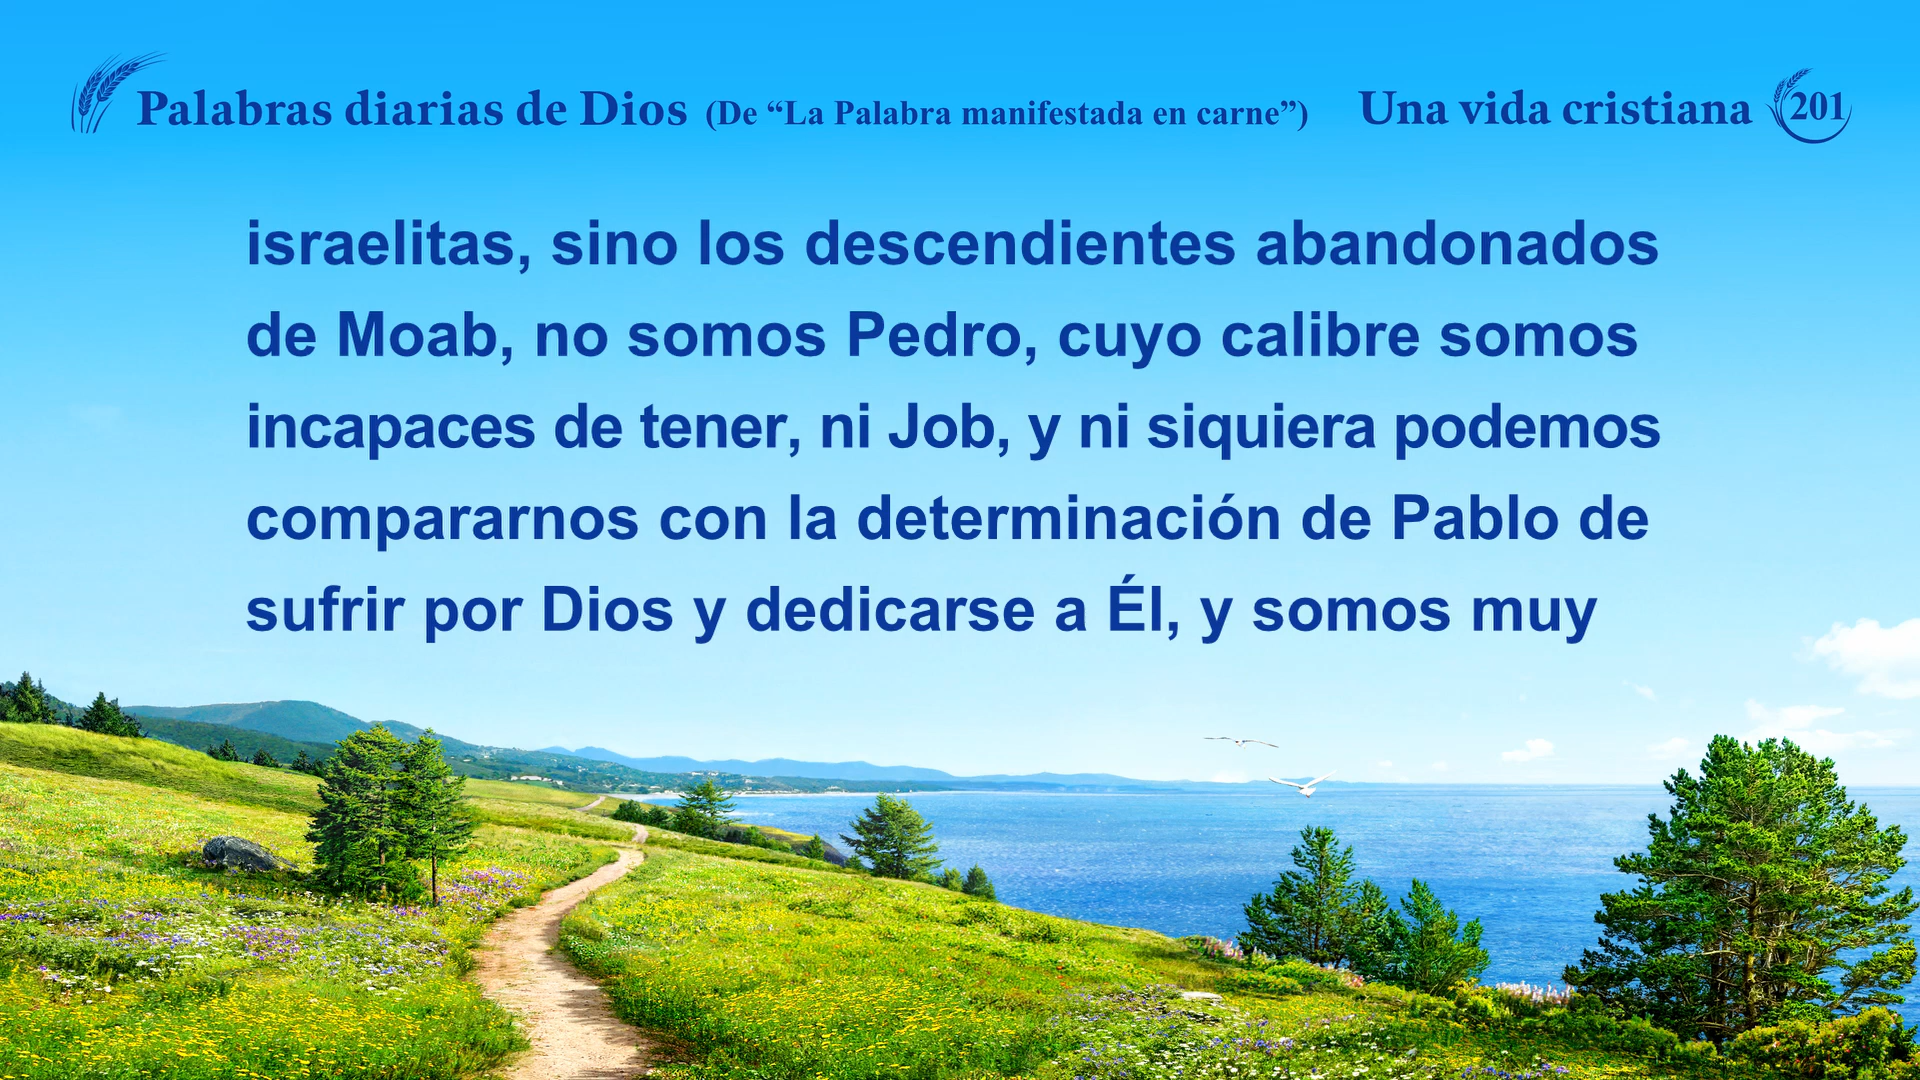 Palabras diarias de Dios (De “La Palabra manifestada en carne”) Una vida cristiana 201
israelitas, sino los descendientes abandonados
de Moab, no somos Pedro, cuyo calibre somos
incapaces de tener, ni Job, y ni siquiera podemos
compararnos con la determinación de Pablo de
sufrir por Dios y dedicarse a Él, y somos muy